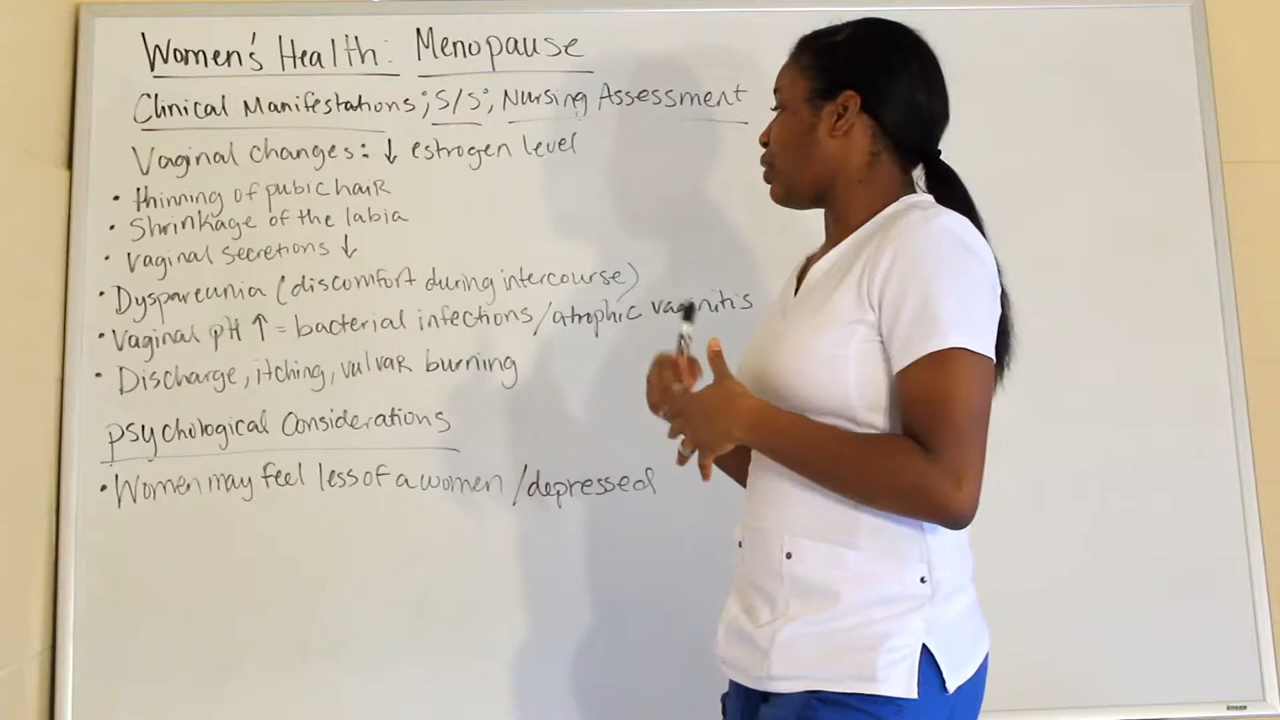 Women's Health: Menopause
Clinical Manifestations; S/S; Nursing Assessment
Vaginal changes: ↓ estrogen level
• thinning of pubic hair
• Shrinkage of the labia
• vaginal secretions ↓
• Dyspareunia (discomfort during intercourse)
• Vaginal pH ↑ = bacterial infections/atrophic vaginitis
• Discharge, itching, vulvar burning
psychological Considerations
• Women may feel less of a women /depressed